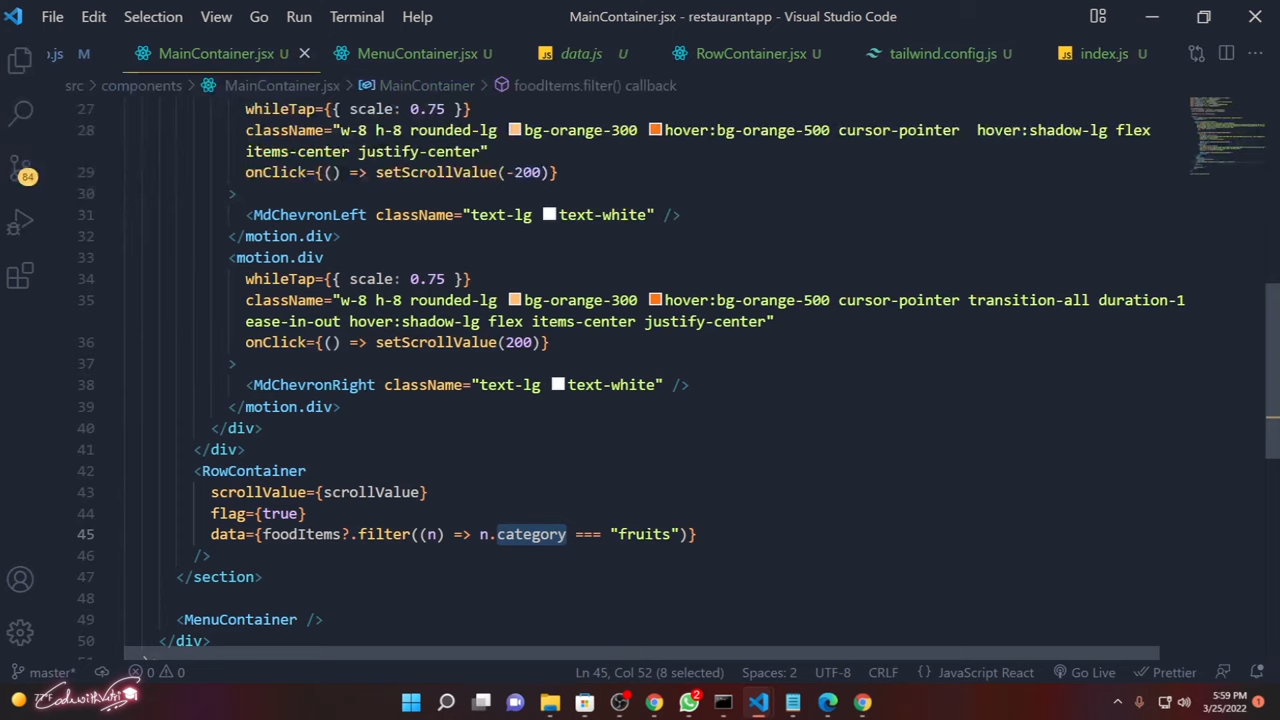 File Edit Selection View Go Run Terminal Help MainContainer.jsx - restaurantapp - Visual Studio Code
.js M MainContainer.jsx U MenuContainer.jsx U data.js U RowContainer.jsx U tailwind.config.js U index.js M
src > components > MainContainer.jsx > MainContainer > foodItems.filter() callback
27 whileTap={{ scale: 0.75 }}
28 className="w-8 h-8 rounded-lg bg-orange-300 hover:bg-orange-500 cursor-pointer hover:shadow-lg flex
items-center justify-center"
29 onClick={() => setScrollValue(-200)}
30 >
31 <MdChevronLeft className="text-lg text-white" />
32 </motion.div>
33 <motion.div
34 whileTap={{ scale: 0.75 }}
35 className="w-8 h-8 rounded-lg bg-orange-300 hover:bg-orange-500 cursor-pointer transition-all duration-1
ease-in-out hover:shadow-lg flex items-center justify-center"
36 onClick={() => setScrollValue(200)}
37 >
38 <MdChevronRight className="text-lg text-white" />
39 </motion.div>
40 </div>
41 </div>
42 <RowContainer
43 scrollValue={scrollValue}
44 flag={true}
45 data={foodItems?.filter((n) => n.category === "fruits")}
46 />
47 </section>
48
49 <MenuContainer />
50 </div>
84
master* 0 0 Ln 45, Col 52 (8 selected) Spaces: 2 UTF-8 CRLF JavaScript React Go Live Prettier
2
5:59 PM
3/25/2022
1